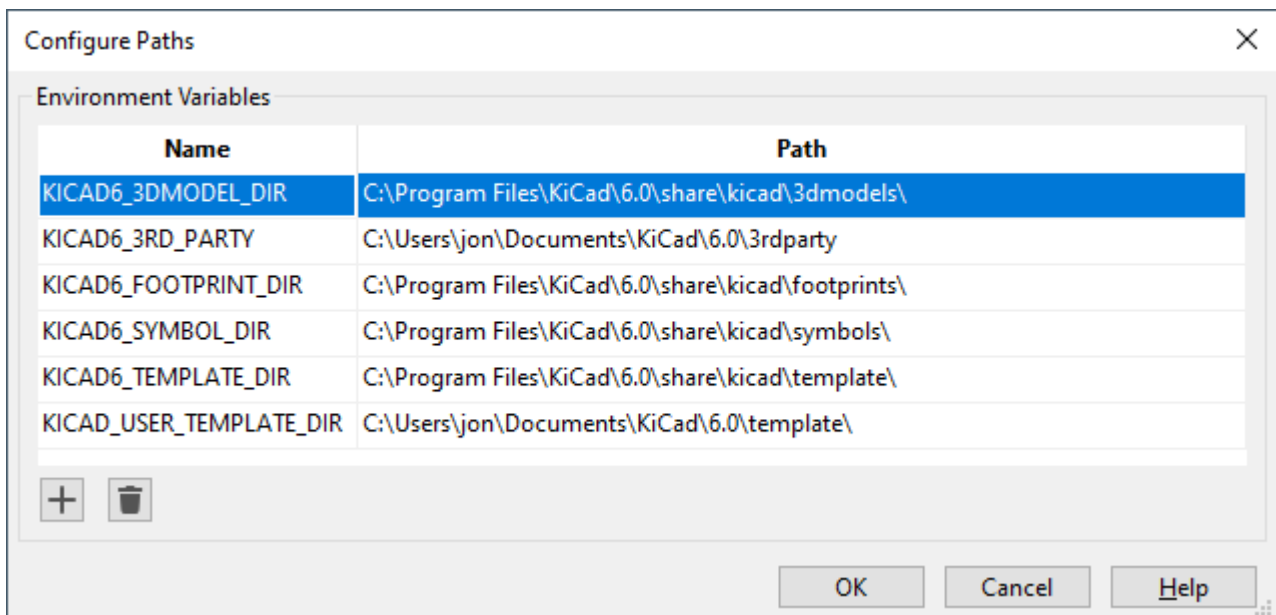 Configure Paths
Environment Variables
Name Path
KICAD6_3DMODEL_DIR C:\Program Files\KiCad\6.0\share\kicad\3dmodels\
KICAD6_3RD_PARTY C:\Users\jon\Documents\KiCad\6.0\3rdparty
KICAD6_FOOTPRINT_DIR C:\Program Files\KiCad\6.0\share\kicad\footprints\
KICAD6_SYMBOL_DIR C:\Program Files\KiCad\6.0\share\kicad\symbols\
KICAD6_TEMPLATE_DIR C:\Program Files\KiCad\6.0\share\kicad\template\
KICAD_USER_TEMPLATE_DIR C:\Users\jon\Documents\KiCad\6.0\template\
OK Cancel Help